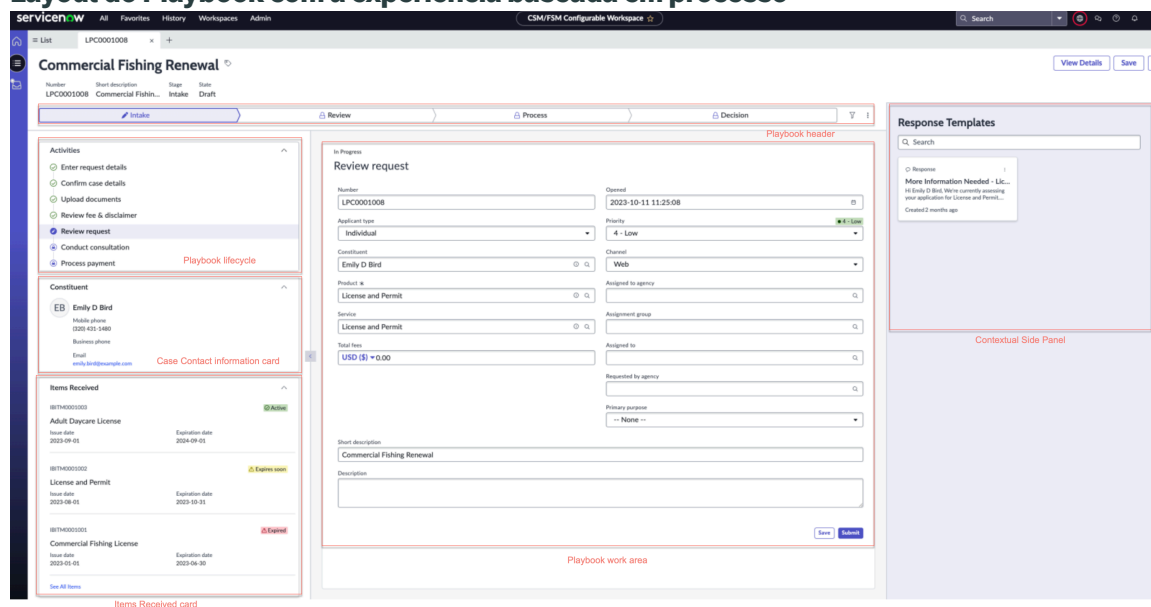 Layout do Playbook com a experiência baseada em processo
servicenow All Favorites History Workspaces Admin CSM/FSM Configurable Workspace Search
List LPC0001008 × +
Commercial Fishing Renewal View Details Save
Number Short description Stage State
LPC0001008 Commercial Fishin... Intake Draft
Intake Review Process Decision
Playbook header
Activities
Enter request details
Confirm case details
Upload documents
Review fee & disclaimer
Review request
Conduct consultation
Process payment
Playbook lifecycle
Constituent
EB Emily D Bird
Mobile phone
(320) 431-1480
Business phone
Email
emily.bird@example.com
Case Contact information card
Items Received
IBITM0001003 Active
Adult Daycare License
Issue date Expiration date
2023-09-01 2024-09-01
IBITM0001002 Expires soon
License and Permit
Issue date Expiration date
2023-08-01 2023-10-31
IBITM0001001 Expired
Commercial Fishing License
Issue date Expiration date
2023-01-01 2023-06-30
See All Items
Items Received card
In Progress
Review request
Number Opened
LPC0001008 2023-10-11 11:25:08
Applicant type Priority 4 - Low
Individual 4 - Low
Constituent Channel
Emily D Bird Web
Product Assigned to agency
License and Permit
Service Assignment group
License and Permit
Total fees Assigned to
USD ($) 0.00
Requested by agency
Primary purpose
-- None --
Short description
Commercial Fishing Renewal
Description
Save Submit
Playbook work area
Response Templates
Search
Response
More Information Needed - Lic...
Hi Emily D Bird, We're currently assessing
your application for License and Permit....
Created 2 months ago
Contextual Side Panel